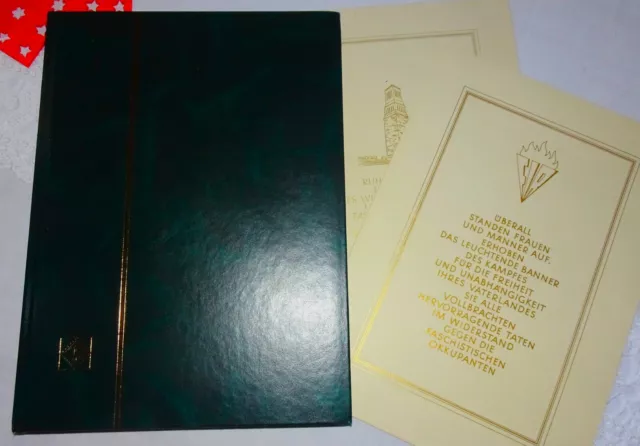 ÜBERALL
STANDEN FRAUEN
UND MÄNNER AUF,
ERHOBEN
DAS LEUCHTENDE BANNER
DES KAMPFES
FÜR DIE FREIHEIT
UND UNABHÄNGIGKEIT
IHRES VATERLANDES
SIE ALLE
VOLLBRACHTEN
HERVORRAGENDE TATEN
IM WIDERSTAND
GEGEN DIE
FASCHISTISCHEN
OKKUPANTEN